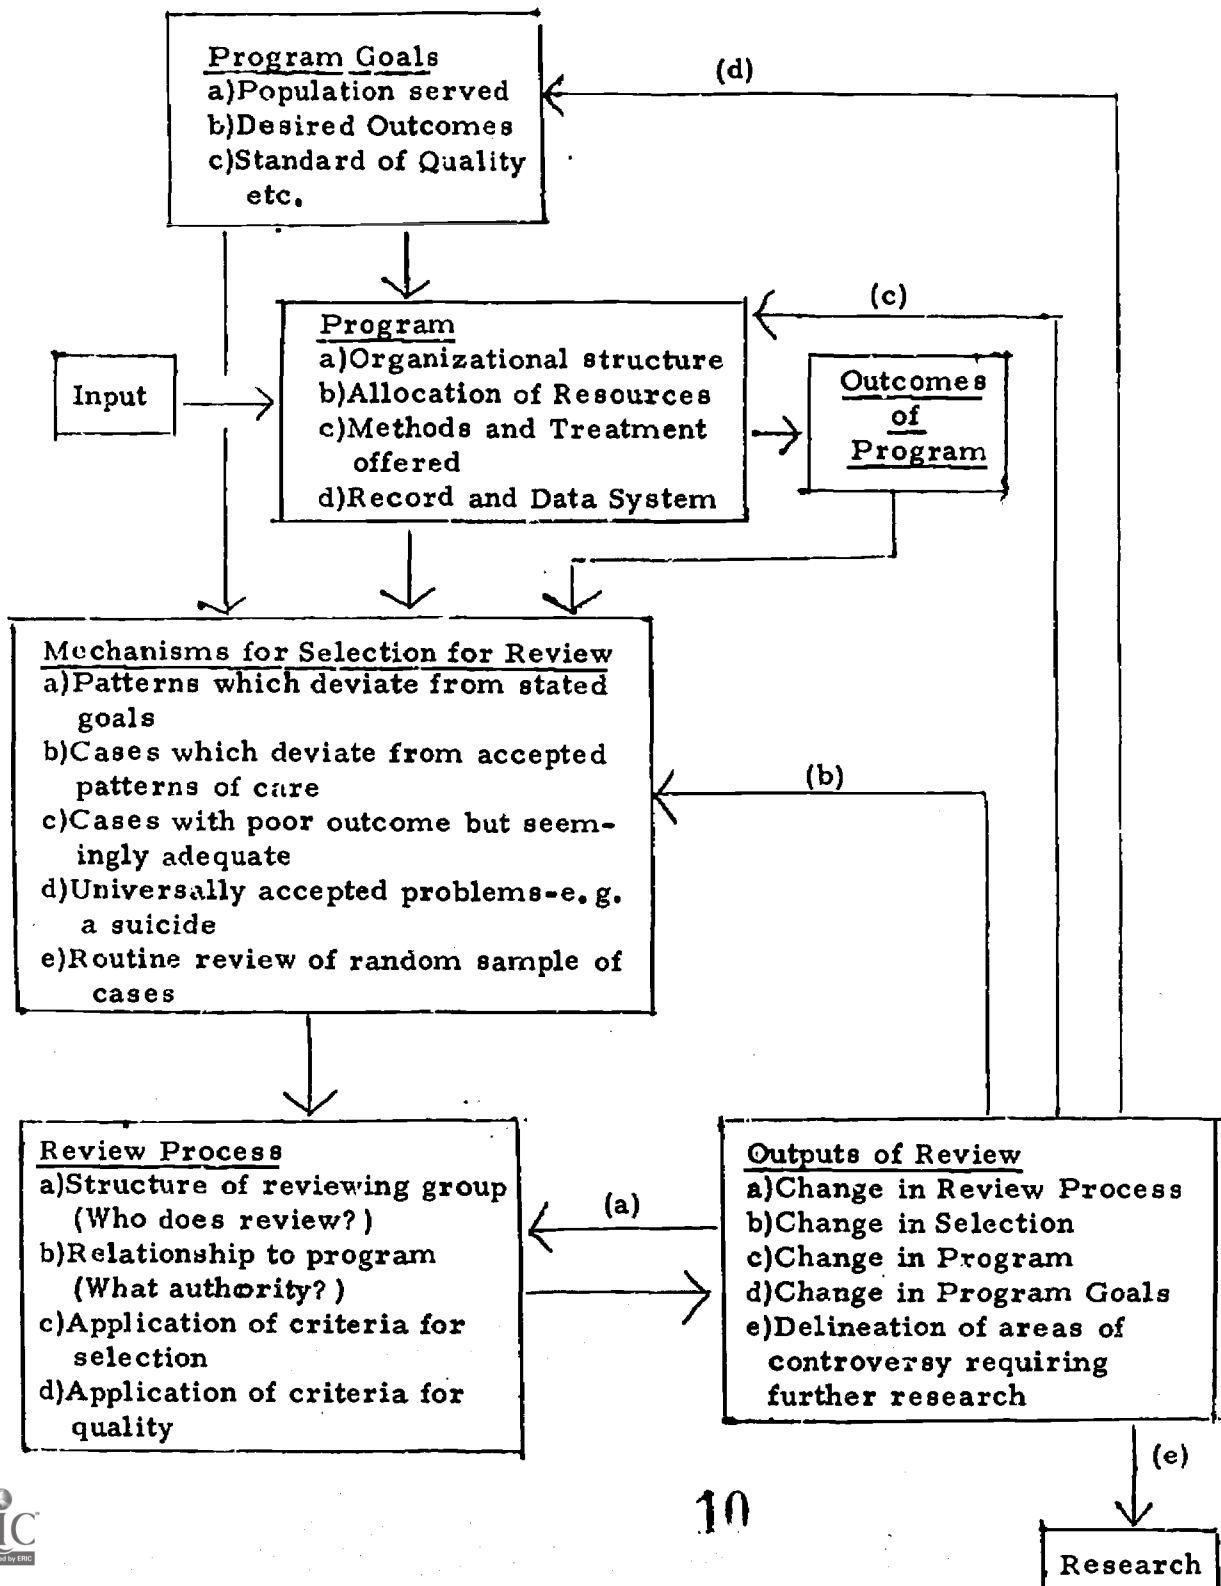 Program Goals
a)Population served
b)Desired Outcomes
c)Standard of Quality
etc.
(d)
(c)
Input
Program
a)Organizational structure
b)Allocation of Resources
c)Methods and Treatment
offered
d)Record and Data System
Outcomes
of
Program
Mechanisms for Selection for Review
a)Patterns which deviate from stated
goals
b)Cases which deviate from accepted
patterns of care
c)Cases with poor outcome but seem-
ingly adequate
d)Universally accepted problems-e.g.
a suicide
e)Routine review of random sample of
cases
(b)
Review Process
a)Structure of reviewing group
(Who does review?)
b)Relationship to program
(What authority?)
c)Application of criteria for
selection
d)Application of criteria for
quality
(a)
Outputs of Review
a)Change in Review Process
b)Change in Selection
c)Change in Program
d)Change in Program Goals
e)Delineation of areas of
controversy requiring
further research
(e)
10
Research
by ERIC